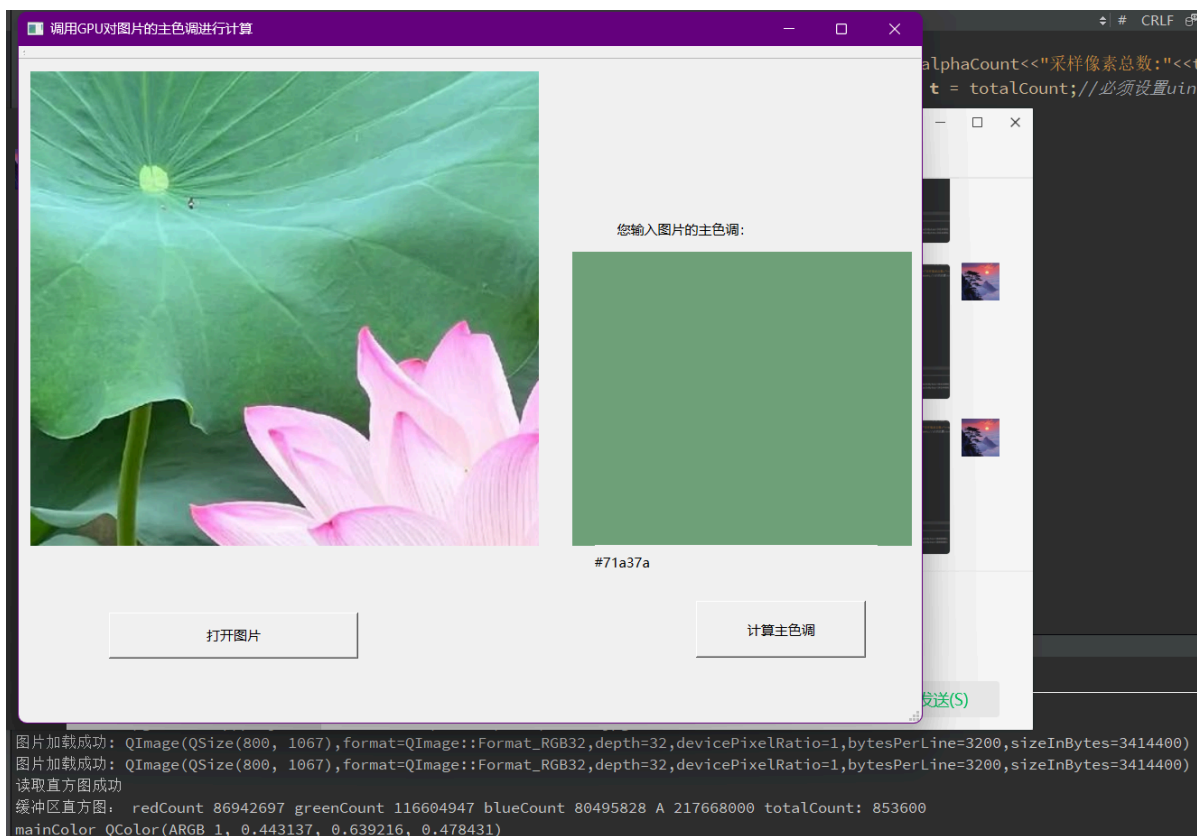 调用GPU对图片的主色调进行计算
# CRLF
alphaCount<<"采样像素总数:"<<t
t = totalCount;//必须设置uin
您输入图片的主色调:
#71a37a
打开图片
计算主色调
发送(S)
图片加载成功: QImage(QSize(800, 1067),format=QImage::Format_RGB32,depth=32,devicePixelRatio=1,bytesPerLine=3200,sizeInBytes=3414400)
图片加载成功: QImage(QSize(800, 1067),format=QImage::Format_RGB32,depth=32,devicePixelRatio=1,bytesPerLine=3200,sizeInBytes=3414400)
读取直方图成功
缓冲区直方图: redCount 86942697 greenCount 116604947 blueCount 80495828 A 217668000 totalCount: 853600
mainColor QColor(ARGB 1, 0.443137, 0.639216, 0.478431)